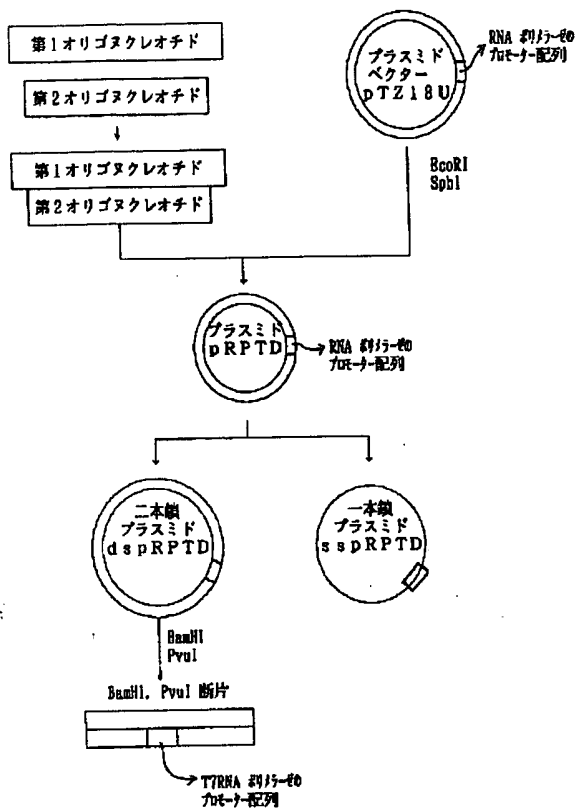 第1オリゴヌクレオチド
第2オリゴヌクレオチド
第1オリゴヌクレオチド
第2オリゴヌクレオチド
プラスミド
ベクター
pTZ18U
RNA ポリメラーゼの
プロモーター配列
EcoRI
SphI
プラスミド
pRPTD
RNA ポリメラーゼの
プロモーター配列
二本鎖
プラスミド
dspRPTD
一本鎖
プラスミド
sspRPTD
BamHI
PvuI
BamHI. PvuI 断片
T7RNA ポリメラーゼの
プロモーター配列